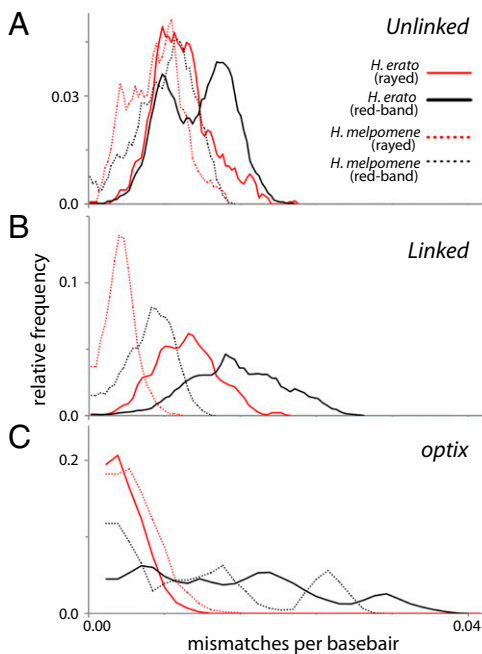 A
Unlinked
H. erato
(rayed)
H. erato
(red-band)
H. melpomene
(rayed)
H. melpomene
(red-band)
0.03
0.0
B
Linked
0.1
relative frequency
0.0
C
optix
0.2
0.0
0.00
0.04
mismatches per basebair